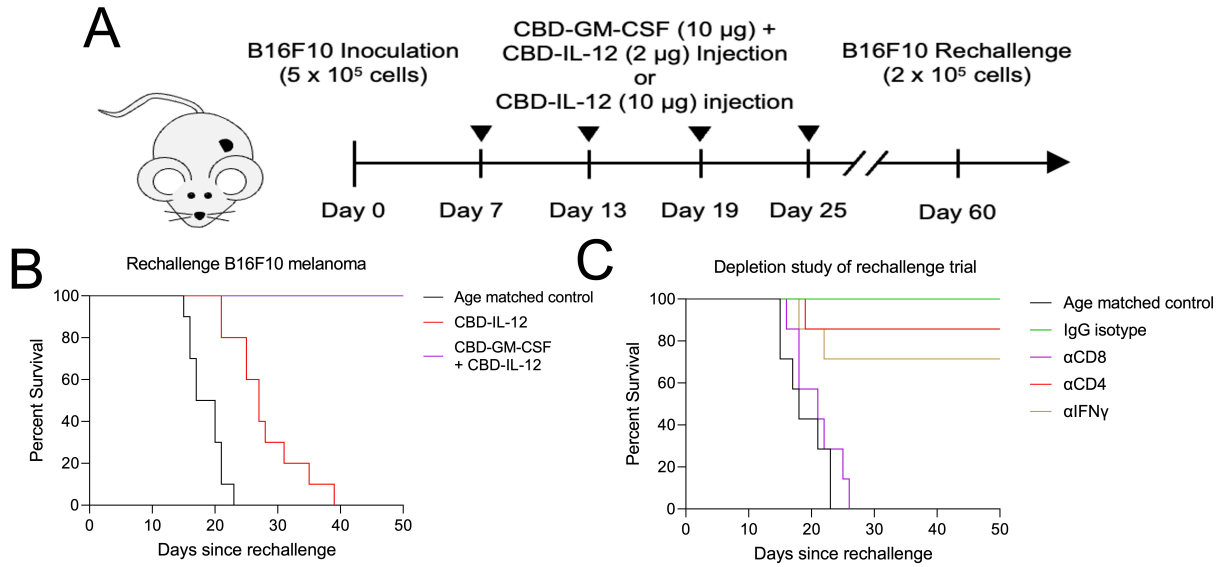 A
B16F10 Inoculation
(5 x 10⁵ cells)
CBD-GM-CSF (10 µg) +
CBD-IL-12 (2 µg) Injection
or
CBD-IL-12 (10 µg) injection
B16F10 Rechallenge
(2 x 10⁵ cells)
Day 0
Day 7
Day 13
Day 19
Day 25
Day 60
B
Rechallenge B16F10 melanoma
Percent Survival
100
80
60
40
20
0
0
10
20
30
40
50
Days since rechallenge
Age matched control
CBD-IL-12
CBD-GM-CSF
+ CBD-IL-12
C
Depletion study of rechallenge trial
Percent Survival
100
80
60
40
20
0
0
10
20
30
40
50
Days since rechallenge
Age matched control
IgG isotype
αCD8
αCD4
αIFNγ